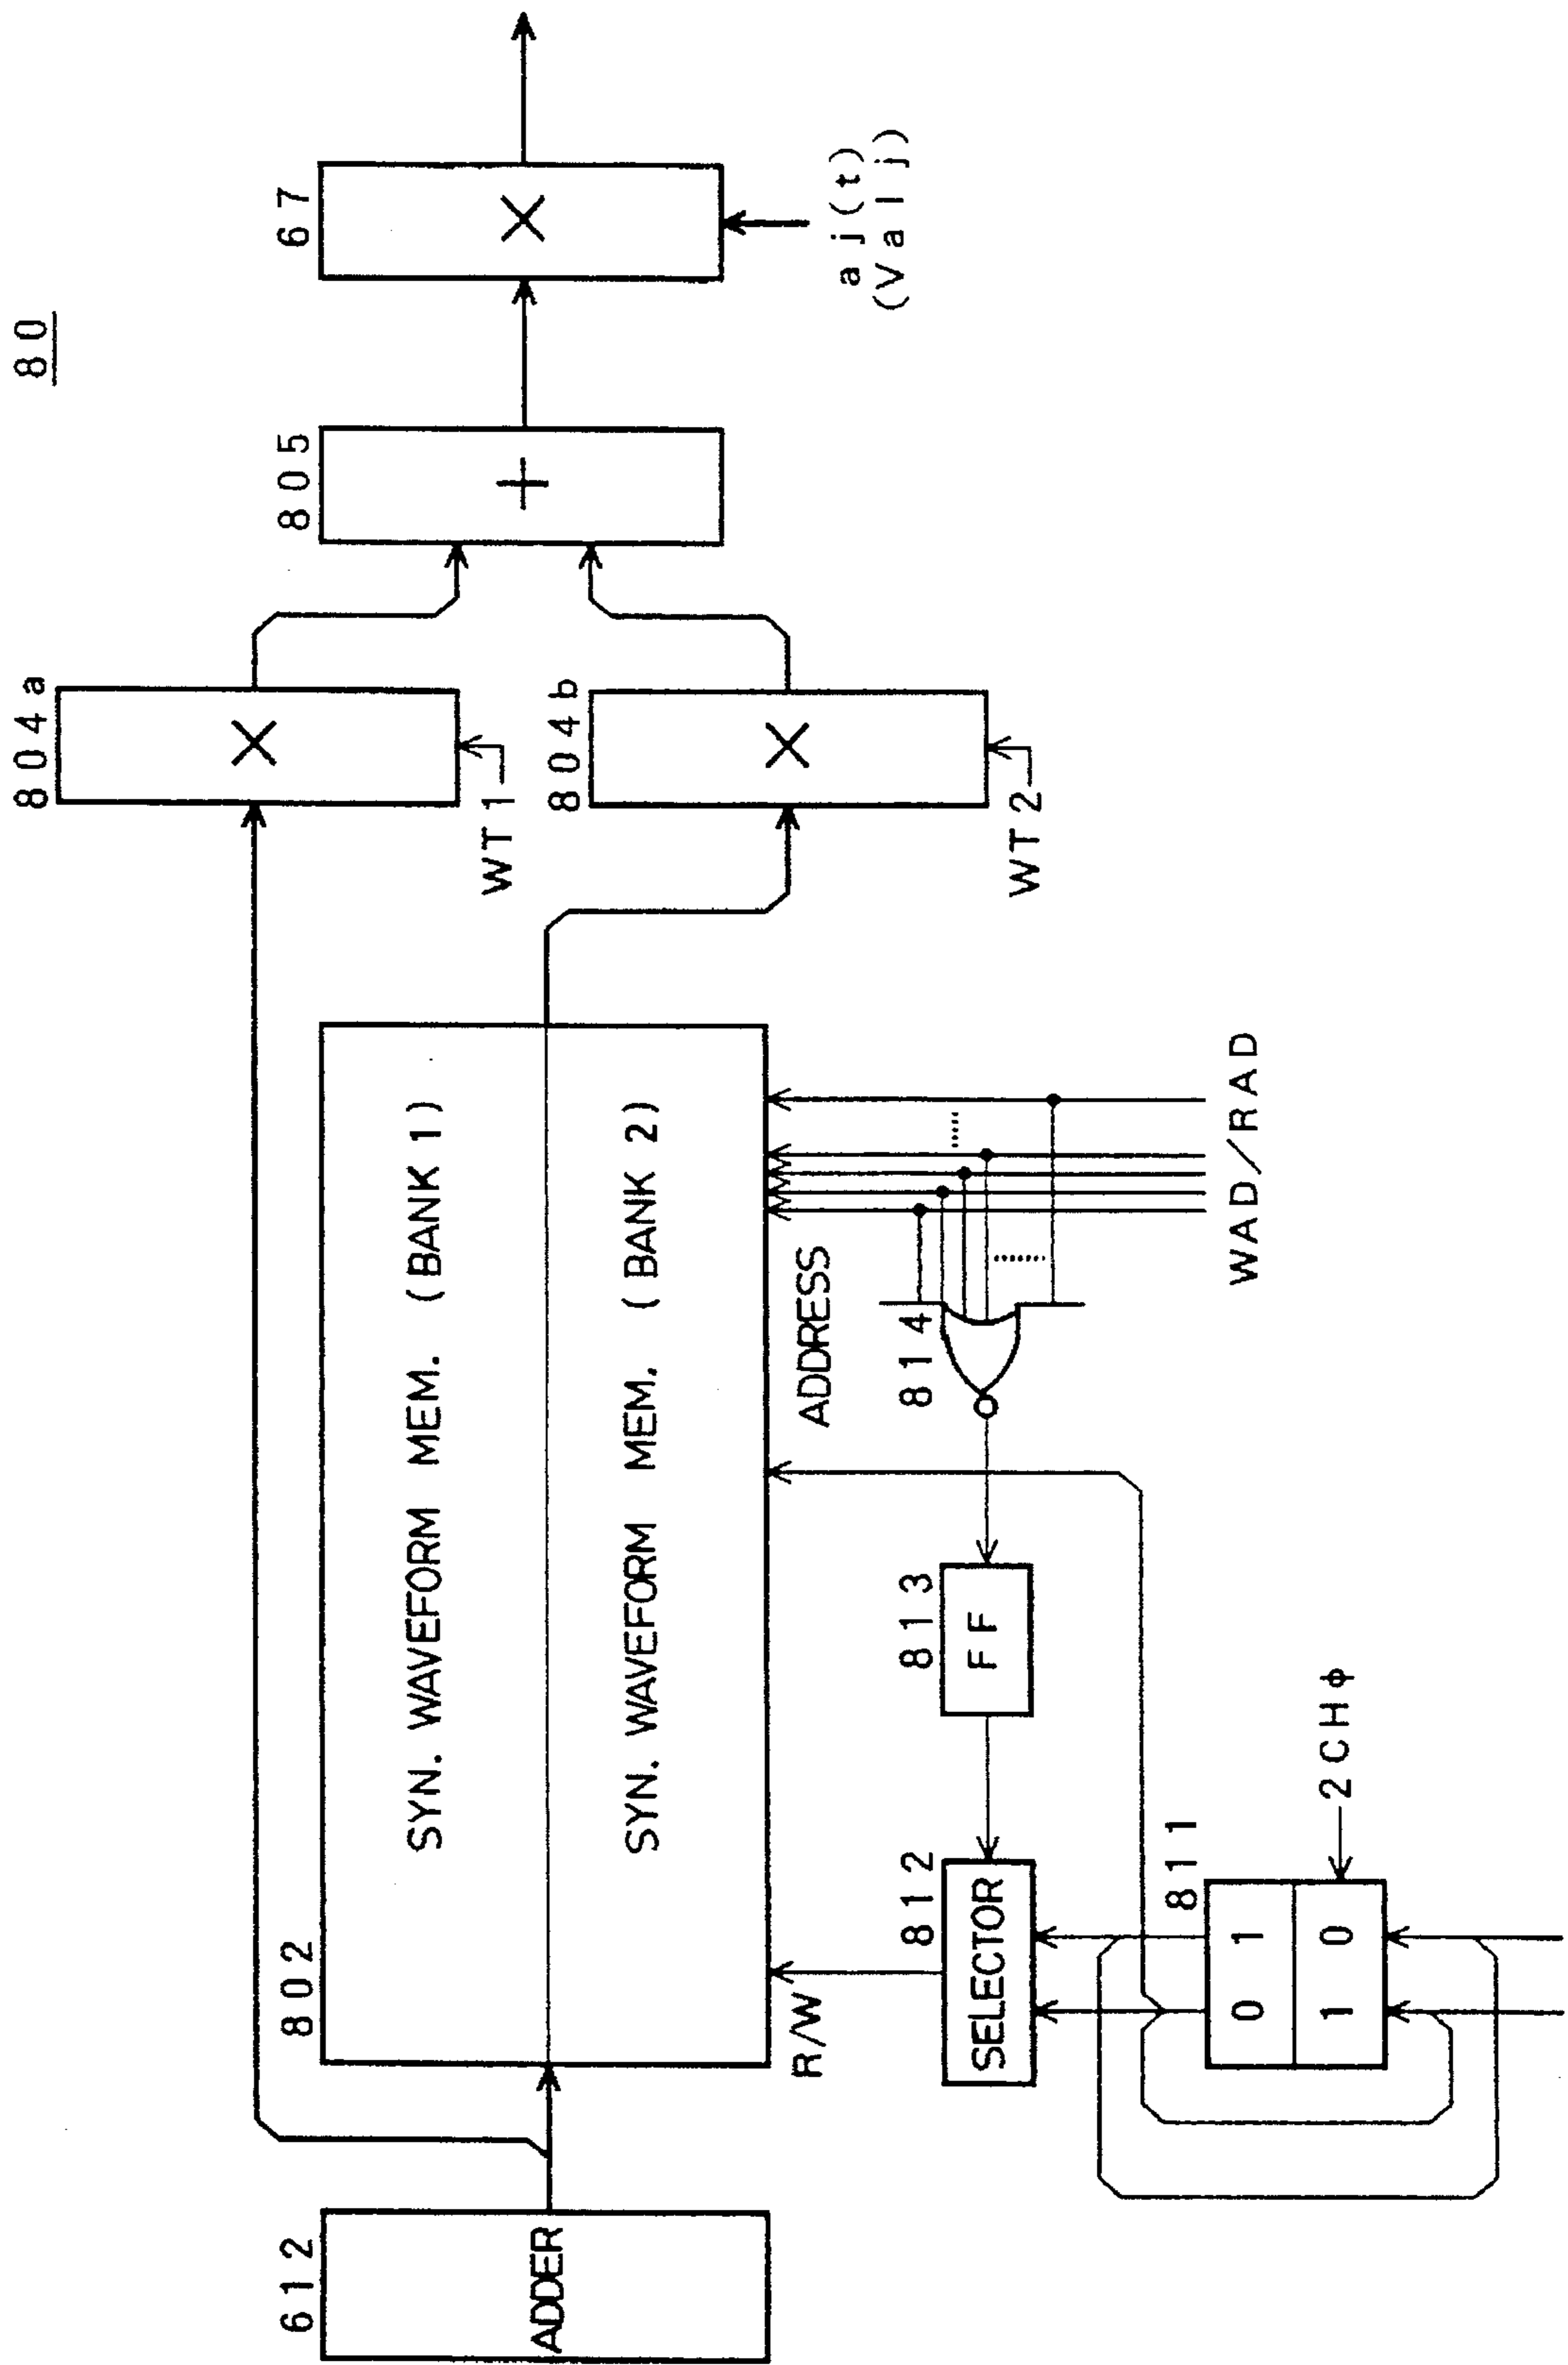 80
612
ADDER
802
SYN. WAVEFORM MEM. (BANK 1)
SYN. WAVEFORM MEM. (BANK 2)
804a
×
WT1
804b
×
WT2
805
+
67
×
aj(t)
(Valj)
R/W
ADDRESS
812
SELECTOR
813
FF
814
WAD/RAD
811
0 1
1 0
2CHϕ